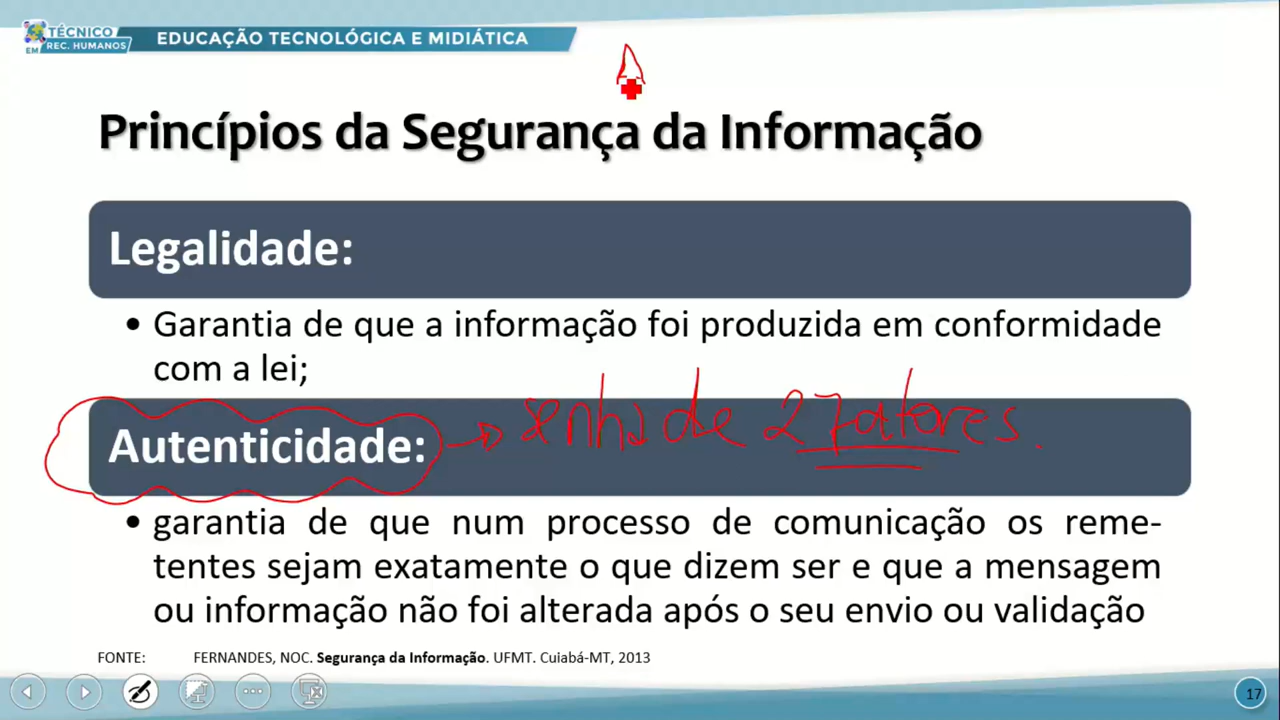 TÉCNICO
EM REC. HUMANOS
EDUCAÇÃO TECNOLÓGICA E MIDIÁTICA
Princípios da Segurança da Informação
Legalidade:
• Garantia de que a informação foi produzida em conformidade
com a lei;
Autenticidade: → senha de 2 fatores.
• garantia de que num processo de comunicação os reme-
tentes sejam exatamente o que dizem ser e que a mensagem
ou informação não foi alterada após o seu envio ou validação
FONTE: FERNANDES, NOC. Segurança da Informação. UFMT. Cuiabá-MT, 2013
17